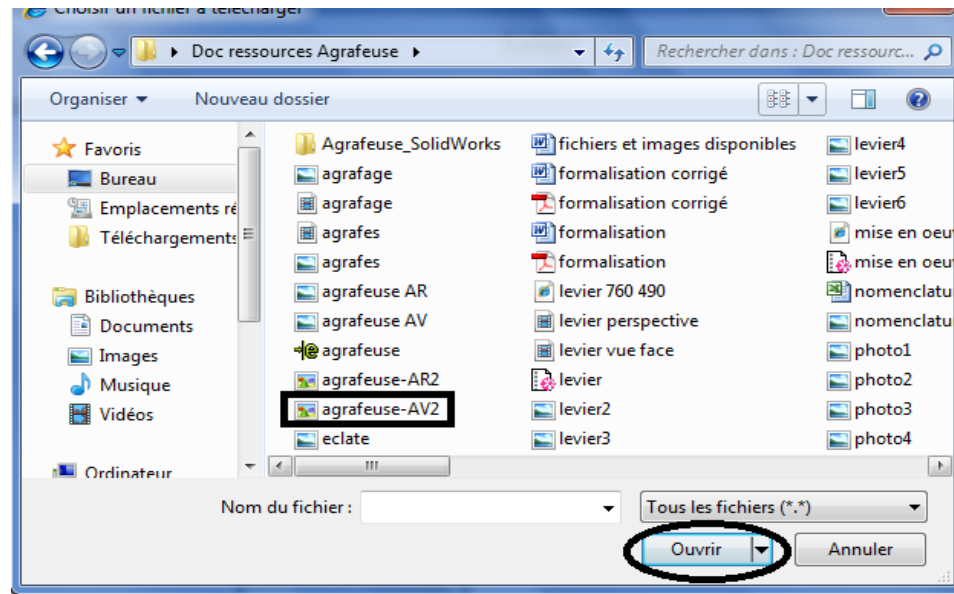 Choisir un fichier à télécharger
Doc ressources Agrafeuse
Rechercher dans : Doc ressourc...
Organiser
Nouveau dossier
Favoris
Bureau
Emplacements ré
Téléchargements
Bibliothèques
Documents
Images
Musique
Vidéos
Ordinateur
Agrafeuse_SolidWorks
agrafage
agrafage
agrafes
agrafes
agrafeuse AR
agrafeuse AV
agrafeuse
agrafeuse-AR2
agrafeuse-AV2
eclate
fichiers et images disponibles
formalisation corrigé
formalisation corrigé
formalisation
formalisation
levier 760 490
levier perspective
levier vue face
levier
levier2
levier3
levier4
levier5
levier6
mise en oeu
mise en oeu
nomenclatu
nomenclatu
photo1
photo2
photo3
photo4
Nom du fichier :
Tous les fichiers (*.*)
Ouvrir
Annuler